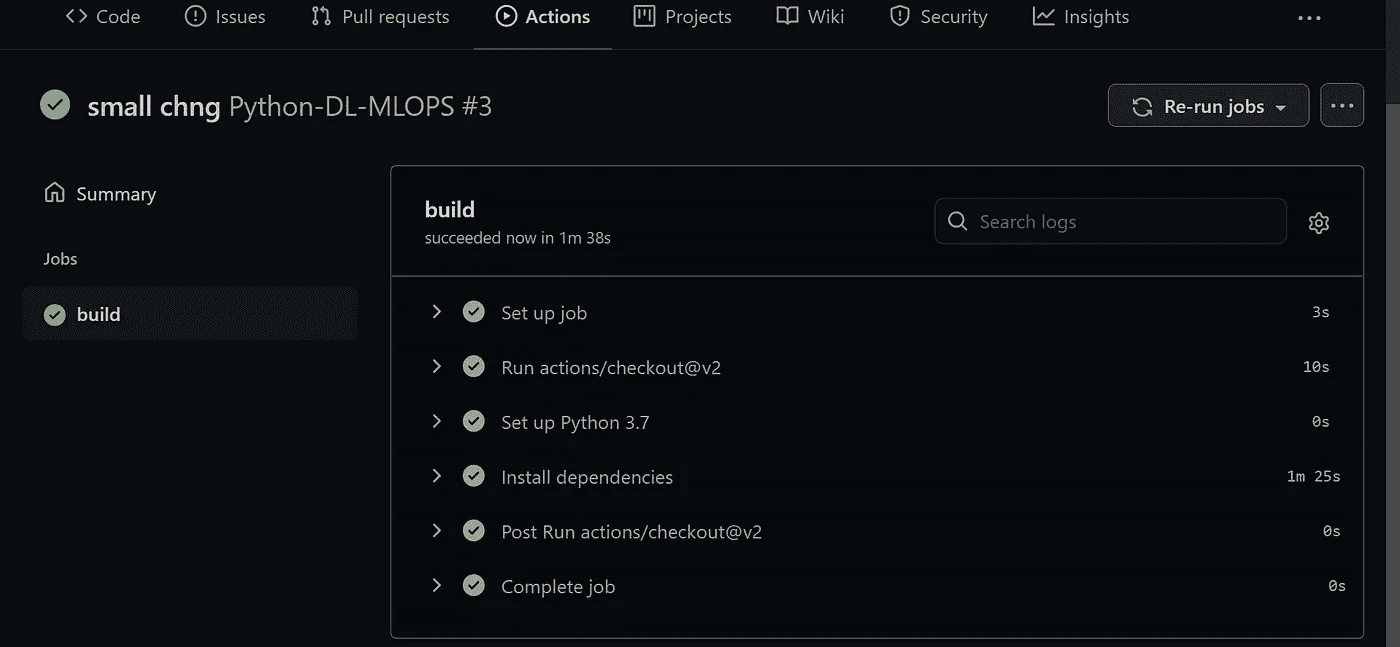 Code Issues Pull requests Actions Projects Wiki Security Insights
small chng Python-DL-MLOPS #3
Re-run jobs
Summary
Jobs
build
build
succeeded now in 1m 38s
Search logs
Set up job 3s
Run actions/checkout@v2 10s
Set up Python 3.7 0s
Install dependencies 1m 25s
Post Run actions/checkout@v2 0s
Complete job 0s